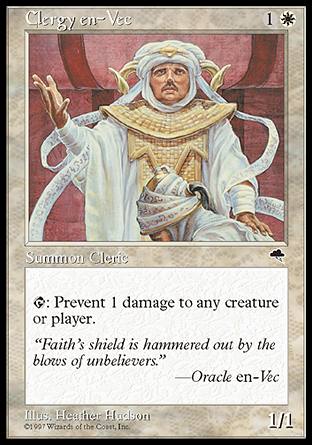 Clergy en-Vec 1
Summon Cleric
: Prevent 1 damage to any creature
or player.
“Faith’s shield is hammered out by the
blows of unbelievers.”
—Oracle en-Vec
Illus. Heather Hudson
©1997 Wizards of the Coast, Inc.
1/1